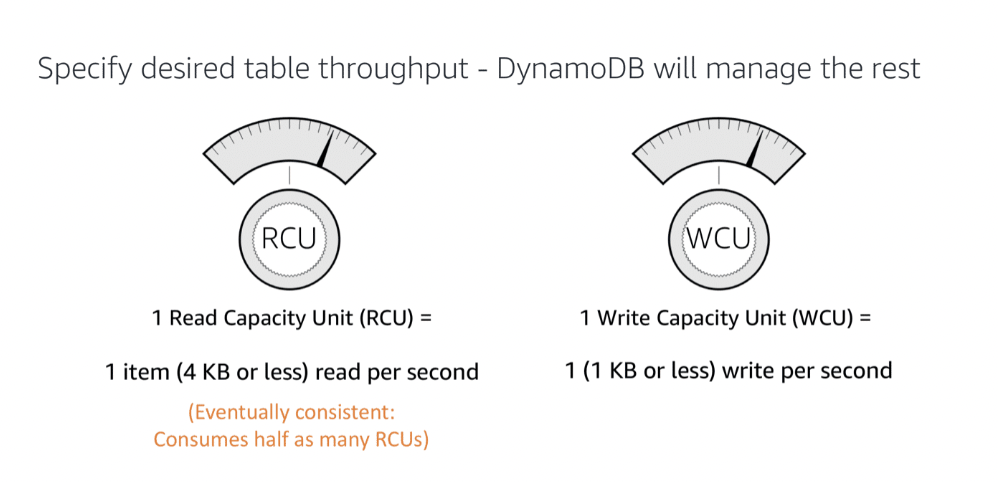 Specify desired table throughput - DynamoDB will manage the rest
RCU
WCU
1 Read Capacity Unit (RCU) =
1 item (4 KB or less) read per second
(Eventually consistent:
Consumes half as many RCUs)
1 Write Capacity Unit (WCU) =
1 (1 KB or less) write per second